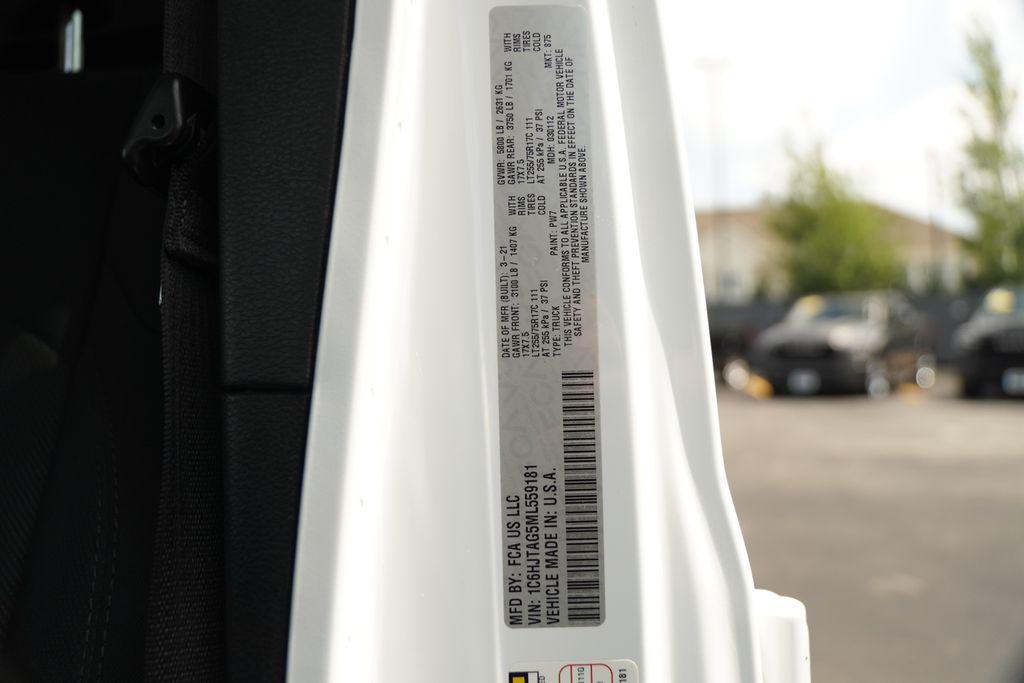 MFD BY: FCA US LLC
VIN: 1C6HJTAG5ML559181
VEHICLE MADE IN: U.S.A.
DATE OF MFR (BUILT): 3-21 GVWR: 5800 LB / 2631 KG
GAWR FRONT: 3100 LB / 1407 KG WITH GAWR REAR: 3750 LB / 1701 KG WITH
17X7.5 RIMS 17X7.5 RIMS
LT255/75R17C 111 TIRES LT255/75R17C 111 TIRES
AT 255 kPa / 37 PSI COLD AT 255 kPa / 37 PSI COLD
TYPE: TRUCK PAINT: PW7 MDH: 030112 MKT: 875
THIS VEHICLE CONFORMS TO ALL APPLICABLE U.S.A. FEDERAL MOTOR VEHICLE
SAFETY AND THEFT PREVENTION STANDARDS IN EFFECT ON THE DATE OF
MANUFACTURE SHOWN ABOVE.
181